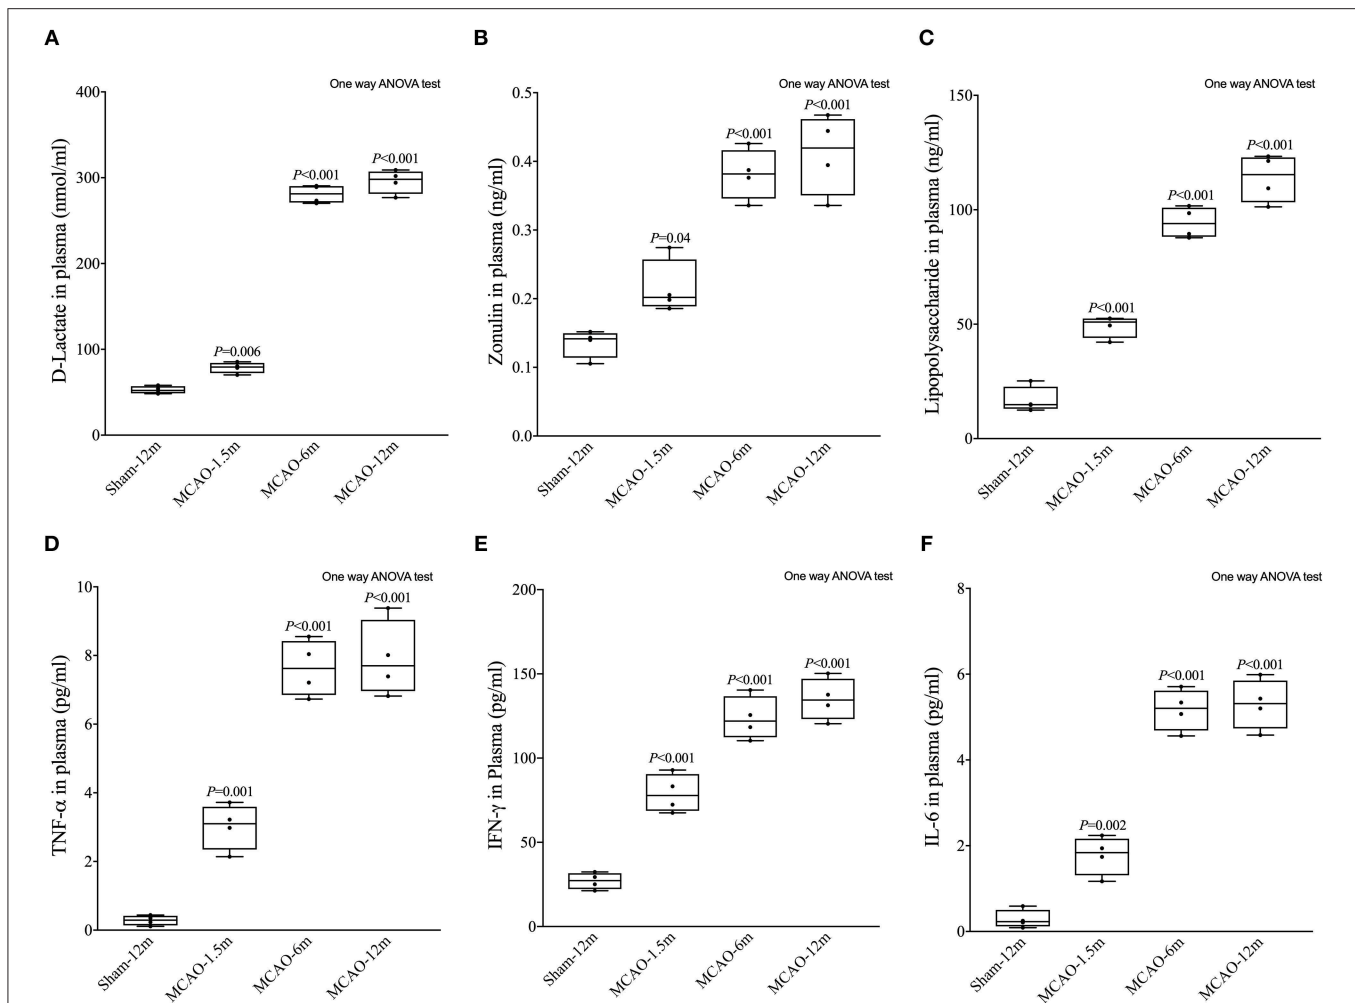 A
One way ANOVA test
D-Lactate in plasma (nmol/ml)
400
300
200
100
0
P=0.006
P<0.001
P<0.001
Sham-12m
MCAO-1.5m
MCAO-6m
MCAO-12m
B
One way ANOVA test
Zonulin in plasma (ng/ml)
0.5
0.4
0.3
0.2
0.1
0.0
P=0.04
P<0.001
P<0.001
Sham-12m
MCAO-1.5m
MCAO-6m
MCAO-12m
C
One way ANOVA test
Lipopolysaccharide in plasma (ng/ml)
150
100
50
0
P<0.001
P<0.001
P<0.001
Sham-12m
MCAO-1.5m
MCAO-6m
MCAO-12m
D
One way ANOVA test
TNF-α in plasma (pg/ml)
10
8
6
4
2
0
P=0.001
P<0.001
P<0.001
Sham-12m
MCAO-1.5m
MCAO-6m
MCAO-12m
E
One way ANOVA test
IFN-γ in Plasma (pg/ml)
200
150
100
50
0
P<0.001
P<0.001
P<0.001
Sham-12m
MCAO-1.5m
MCAO-6m
MCAO-12m
F
One way ANOVA test
IL-6 in plasma (pg/ml)
8
6
4
2
0
P=0.002
P<0.001
P<0.001
Sham-12m
MCAO-1.5m
MCAO-6m
MCAO-12m